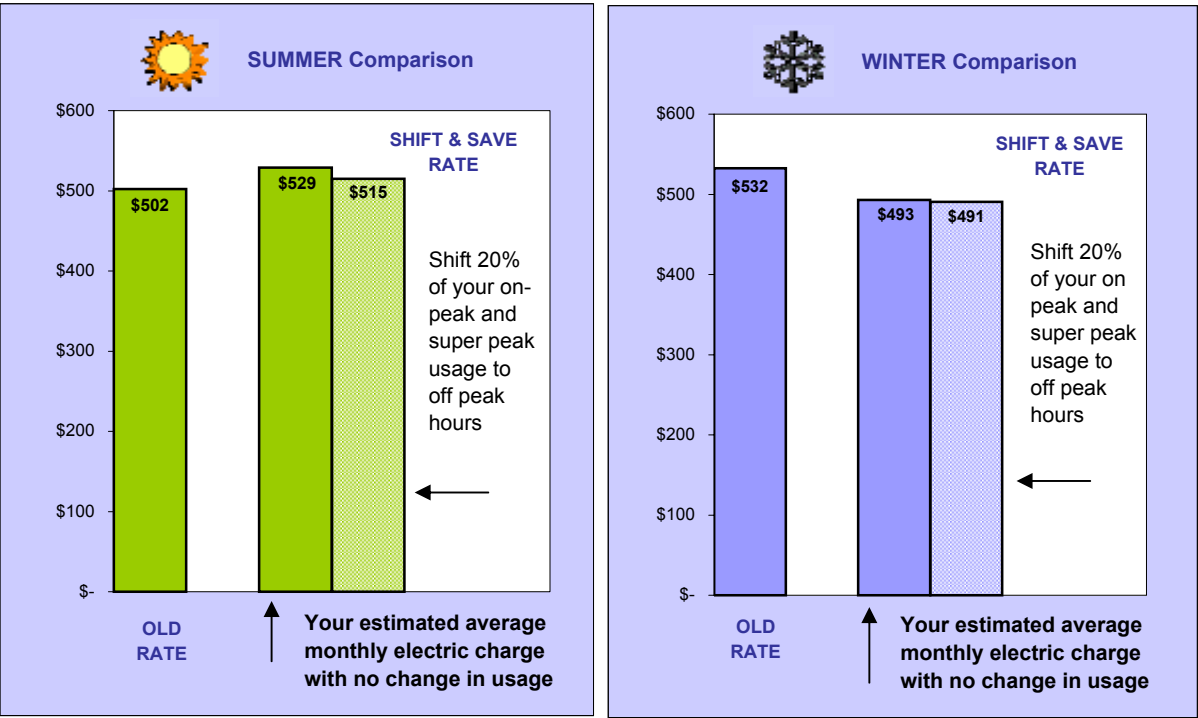 SUMMER Comparison
$600
$500
$400
$300
$200
$100
$-
$502
$529
$515
SHIFT & SAVE
RATE
Shift 20%
of your on-
peak and
super peak
usage to
off peak
hours
OLD
RATE
Your estimated average
monthly electric charge
with no change in usage
WINTER Comparison
$600
$500
$400
$300
$200
$100
$-
$532
$493
$491
SHIFT & SAVE
RATE
Shift 20%
of your on
peak and
super peak
usage to
off peak
hours
OLD
RATE
Your estimated average
monthly electric charge
with no change in usage